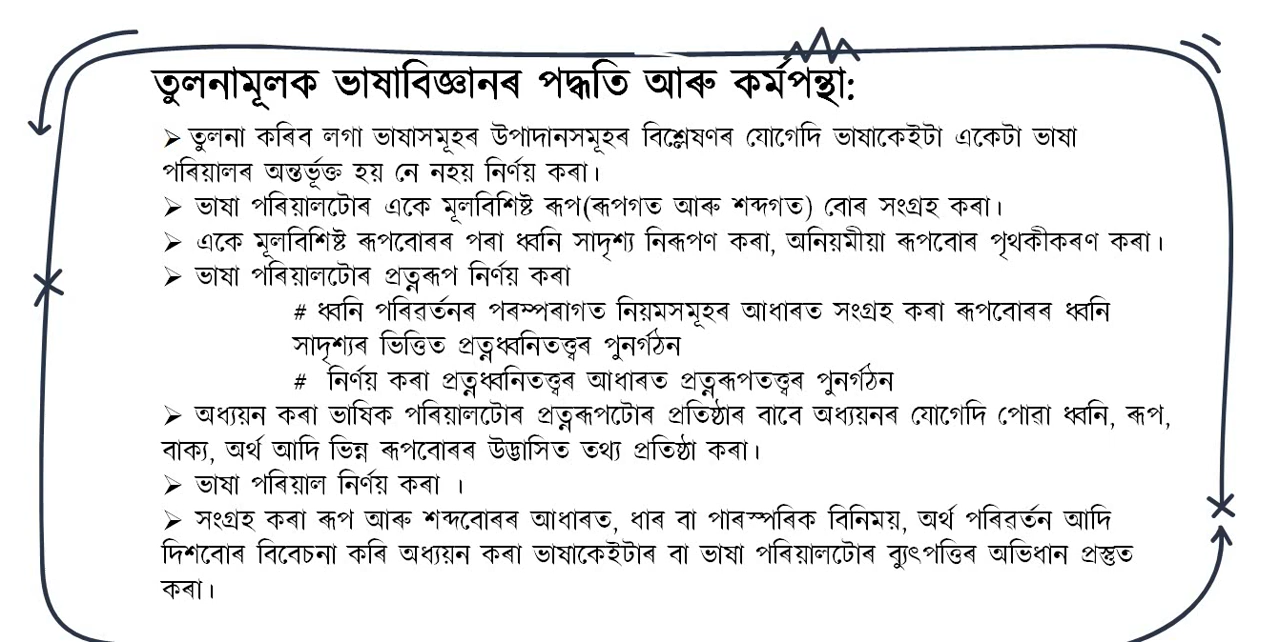 তুলনামূলক ভাষাবিজ্ঞানৰ পদ্ধতি আৰু কৰ্মপন্থা:
➢ তুলনা কৰিব লগা ভাষাসমূহৰ উপাদানসমূহৰ বিশ্লেষণৰ যোগেদি ভাষাকেইটা একেটা ভাষা
পৰিয়ালৰ অন্তৰ্ভূক্ত হয় নে নহয় নিৰ্ণয় কৰা।
➢ ভাষা পৰিয়ালটোৰ একে মূলবিশিষ্ট ৰূপ(ৰূপগত আৰু শব্দগত) বোৰ সংগ্ৰহ কৰা।
➢ একে মূলবিশিষ্ট ৰূপবোৰৰ পৰা ধ্বনি সাদৃশ্য নিৰূপণ কৰা, অনিয়মীয়া ৰূপবোৰ পৃথকীকৰণ কৰা।
➢ ভাষা পৰিয়ালটোৰ প্ৰত্নৰূপ নিৰ্ণয় কৰা
# ধ্বনি পৰিৱৰ্তনৰ পৰম্পৰাগত নিয়মসমূহৰ আধাৰত সংগ্ৰহ কৰা ৰূপবোৰৰ ধ্বনি
সাদৃশ্যৰ ভিত্তিত প্ৰত্নধ্বনিতত্ত্বৰ পুনৰ্গঠন
# নিৰ্ণয় কৰা প্ৰত্নধ্বনিতত্ত্বৰ আধাৰত প্ৰত্নৰূপতত্ত্বৰ পুনৰ্গঠন
➢ অধ্যয়ন কৰা ভাষিক পৰিয়ালটোৰ প্ৰত্নৰূপটোৰ প্ৰতিষ্ঠাৰ বাবে অধ্যয়নৰ যোগেদি পোৱা ধ্বনি, ৰূপ,
বাক্য, অৰ্থ আদি ভিন্ন ৰূপবোৰৰ উদ্ভাসিত তথ্য প্ৰতিষ্ঠা কৰা।
➢ ভাষা পৰিয়াল নিৰ্ণয় কৰা ।
➢ সংগ্ৰহ কৰা ৰূপ আৰু শব্দবোৰৰ আধাৰত, ধাৰ বা পাৰস্পৰিক বিনিময়, অৰ্থ পৰিৱৰ্তন আদি
দিশবোৰ বিবেচনা কৰি অধ্যয়ন কৰা ভাষাকেইটাৰ বা ভাষা পৰিয়ালটোৰ ব্যুৎপত্তিৰ অভিধান প্ৰস্তুত
কৰা।